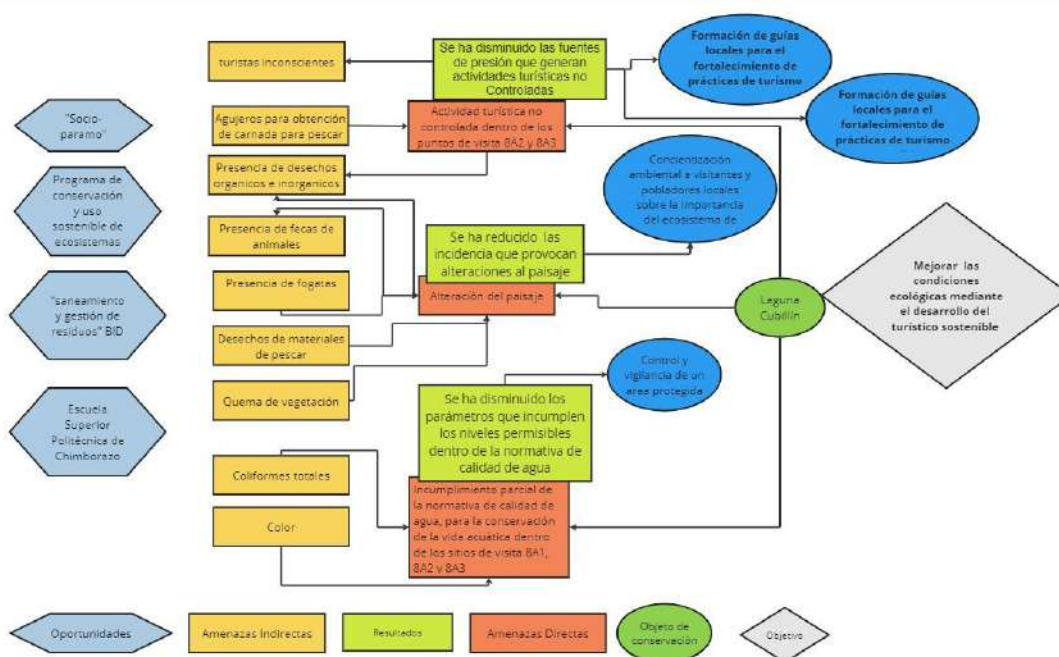 "Socio-
paramo"
Programa de
conservación
y uso
sostenible de
ecosistemas
"saneamiento
y gestión de
residuos" BID
Escuela
Superior
Politécnica de
Chimborazo
turistas inconscientes
Agujeros para obtención
de carnada para pescar
Presencia de desechos
organicos e inorganicos
Presencia de fecas de
animales
Presencia de fogatas
Desechos de materiales
de pescar
Quema de vegetación
Coliformes totales
Color
Se ha disminuido las fuentes
de presión que generan
actividades turísticas no
Controladas
Actividad turística no
controlada dentro de los
puntos de visita 8A2 y 8A3
Se ha reducido las
incidencia que provocan
alteraciones al paisaje
Alteración del paisaje
Se ha disminuido los
parámetros que incumplen
los niveles permisibles
dentro de la normativa de
calidad de agua
Incumplimiento parcial de
la normativa de calidad de
agua, para la conservación
de la vida acuática dentro
de los sitios de visita 8A1,
8A2 y 8A3
Formación de guías
locales para el
fortalecimiento de
prácticas de turismo
Formación de guías
locales para el
fortalecimiento de
prácticas de turismo
Concientización
ambiental a visitantes y
pobladores locales
sobre la importancia
del ecosistema de
Control y
vigilancia de un
area protegida
Laguna
Cubillín
Mejorar las
condiciones
ecológicas mediante
el desarrollo del
turístico sostenible
Oportunidades
Amenazas Indirectas
Resultados
Amenazas Directas
Objeto de
conservación
Objetivo